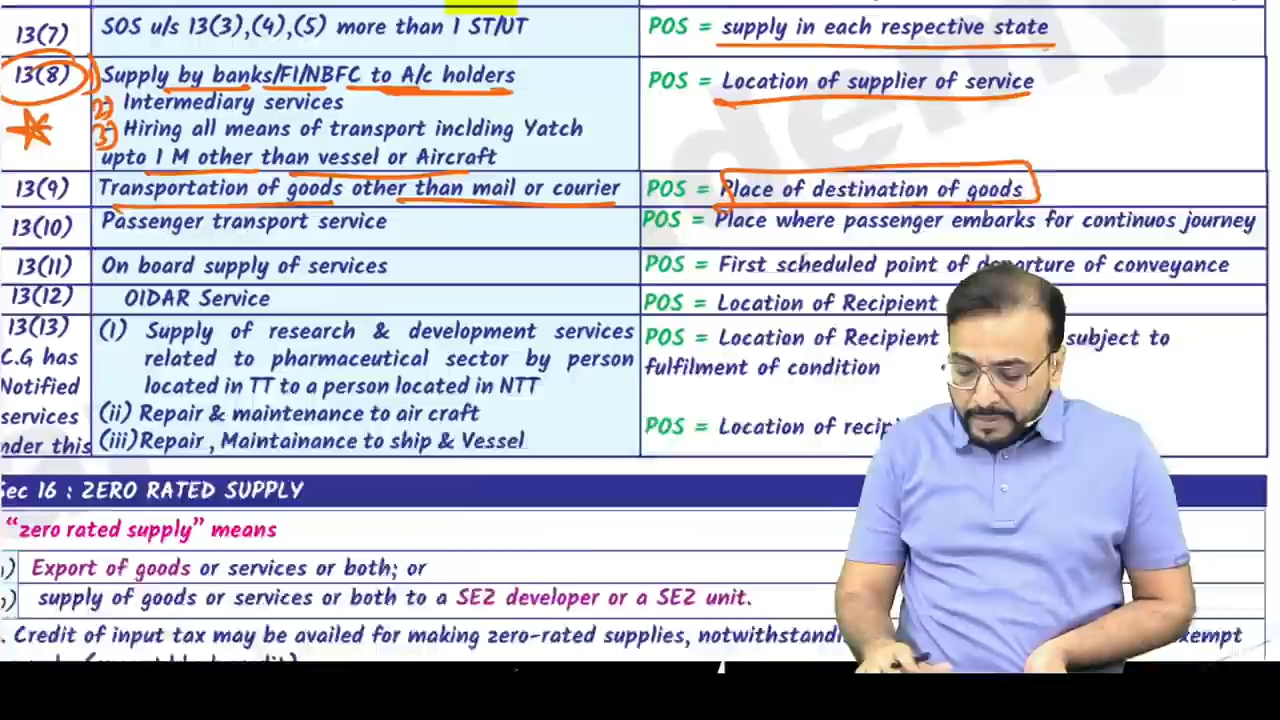 13(7) SOS u/s 13(3),(4),(5) more than 1 ST/UT POS = supply in each respective state
13(8) 1) Supply by banks/FI/NBFC to A/c holders POS = Location of supplier of service
2) - Intermediary services
3) - Hiring all means of transport inclding Yatch
upto 1 M other than vessel or Aircraft
13(9) Transportation of goods other than mail or courier POS = Place of destination of goods
13(10) Passenger transport service POS = Place where passenger embarks for continuos journey
13(11) On board supply of services POS = First scheduled point of departure of conveyance
13(12) OIDAR Service POS = Location of Recipient
13(13)
C.G has
Notified
services
nder this
(i) Supply of research & development services
related to pharmaceutical sector by person
located in TT to a person located in NTT
(ii) Repair & maintenance to air craft
(iii) Repair, Maintainance to ship & Vessel
POS = Location of Recipient subject to
fulfilment of condition
POS = Location of recip
Sec 16 : ZERO RATED SUPPLY
"zero rated supply" means
) Export of goods or services or both; or
) supply of goods or services or both to a SEZ developer or a SEZ unit.
. Credit of input tax may be availed for making zero-rated supplies, notwithstandi xempt
demy